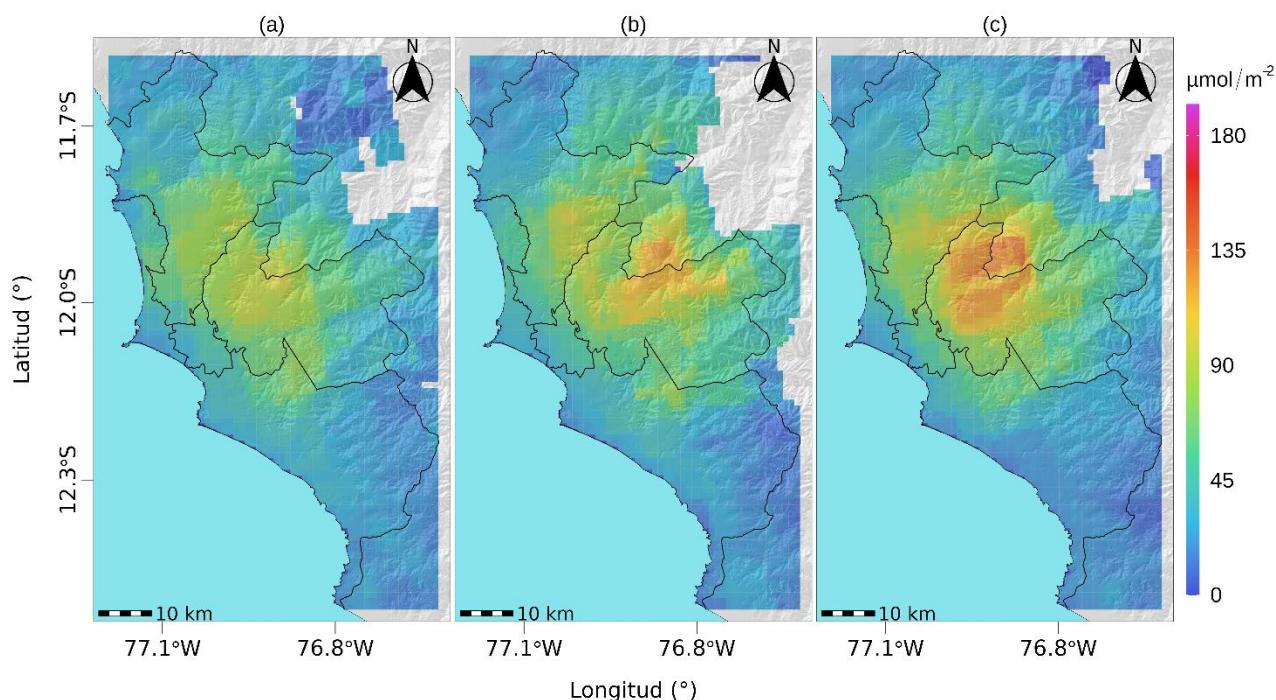 (a) (b) (c)
N N N
µmol/m⁻²
11.7°S
180
135
12.0°S
90
Latitud (°)
12.3°S
45
0
10 km 10 km 10 km
77.1°W 76.8°W 77.1°W 76.8°W 77.1°W 76.8°W
Longitud (°)